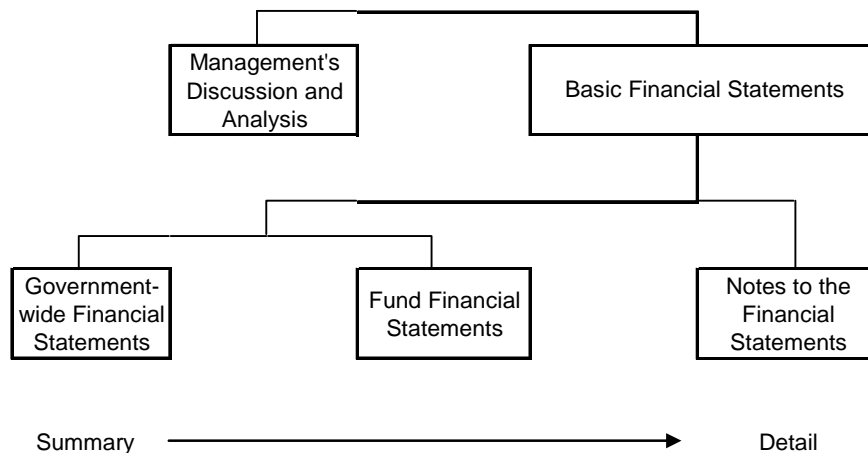 Management's
Discussion and
Analysis
Basic Financial Statements
Government-
wide Financial
Statements
Fund Financial
Statements
Notes to the
Financial
Statements
Summary
Detail